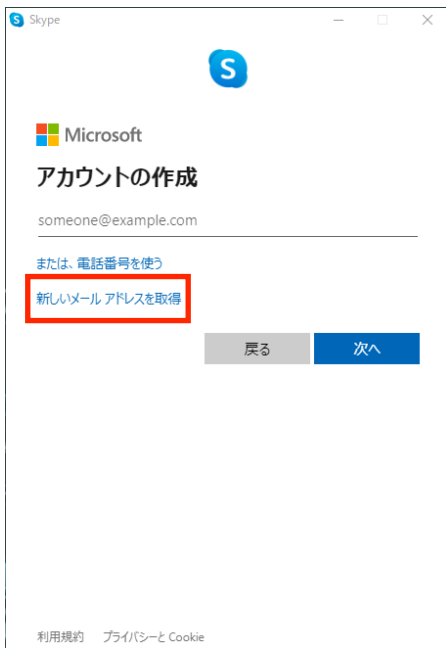 Skype
S
Microsoft
アカウントの作成
someone@example.com
または、電話番号を使う
新しいメール アドレスを取得
戻る 次へ
利用規約 プライバシーと Cookie